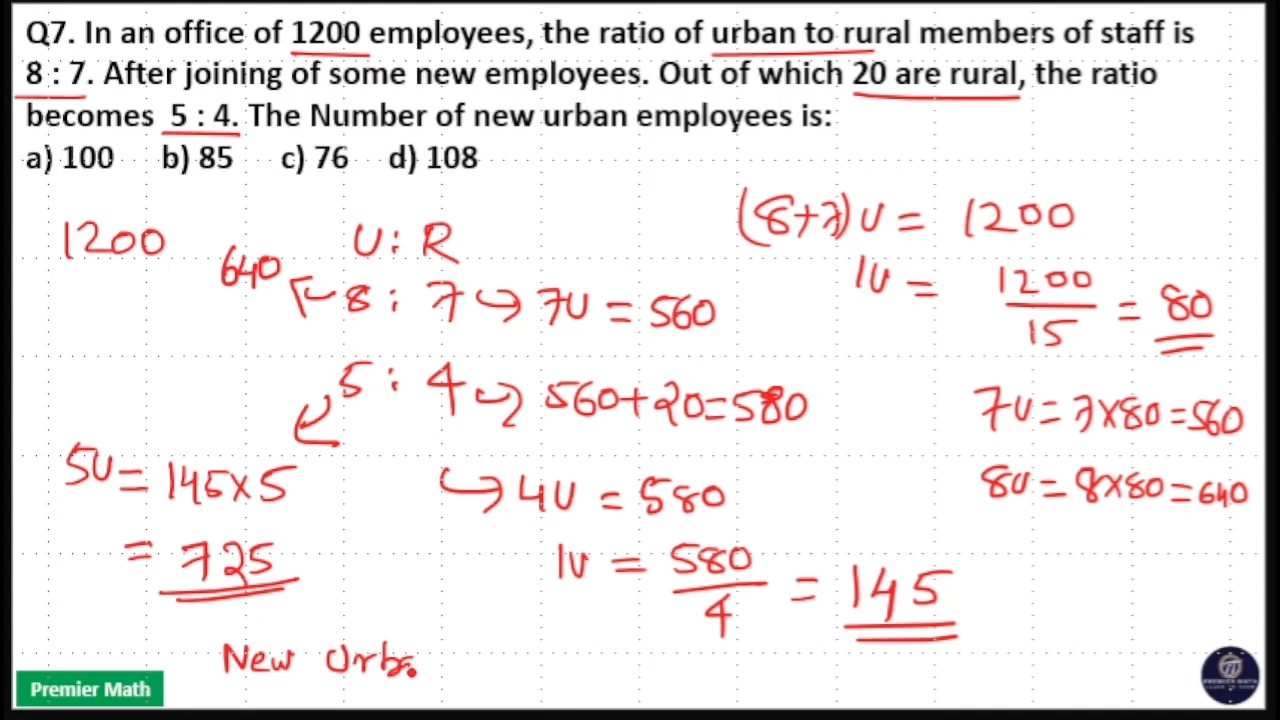 Q7. In an office of 1200 employees, the ratio of urban to rural members of staff is
8 : 7. After joining of some new employees. Out of which 20 are rural, the ratio
becomes 5 : 4. The Number of new urban employees is:
a) 100 b) 85 c) 76 d) 108
1200
U : R
640
8 : 7 ↪ 7U = 560
5 : 4 ↪ 560+20=580
↪ 4U = 580
1U = 580/4 = 145
5U = 145×5
= 725
New Urb
(8+7)U = 1200
1U = 1200/15 = 80
7U = 7×80 = 560
8U = 8×80 = 640
Premier Math
PREMIER MATH